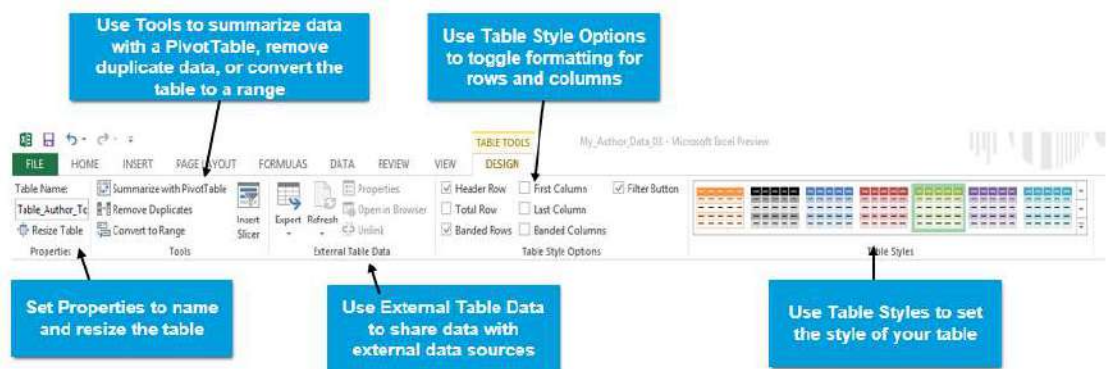 Use Tools to summarize data
with a PivotTable, remove
duplicate data, or convert the
table to a range
Use Table Style Options
to toggle formatting for
rows and columns
TABLE TOOLS
My_Author_Data_03 - Microsoft Excel Preview
FILE HOME INSERT PAGE LAYOUT FORMULAS DATA REVIEW VIEW DESIGN
Table Name:
Table_Author_Tc
Resize Table
Properties
Summarize with PivotTable
Remove Duplicates
Convert to Range
Insert
Slicer
Tools
Export
Refresh
Properties
Open in Browser
Unlink
External Table Data
Header Row
Total Row
Banded Rows
First Column
Last Column
Banded Columns
Filter Button
Table Style Options
Table Styles
Set Properties to name
and resize the table
Use External Table Data
to share data with
external data sources
Use Table Styles to set
the style of your table